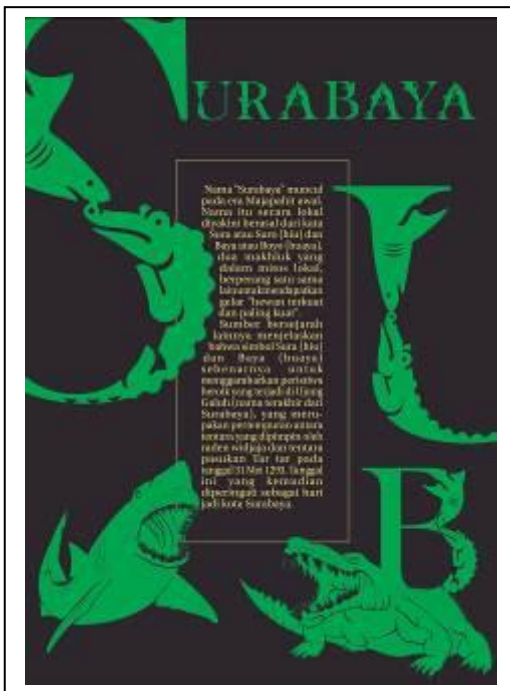 SURABAYA
Nama "Surabaya" muncul
pada era Majapahit awal.
Nama itu secara lokal
diyakini berasal dari kata
Sura atau Suro [hiu] dan
Baya atau Boyo [buaya],
dua makhluk yang
dalam mitos lokal,
berperang satu sama
lain untuk mendapatkan
gelar "hewan terkuat
dan paling kuat".
Sumber bersejarah
lainnya menjelaskan
bahwa simbol Sura [hiu]
dan Baya [buaya]
sebenarnya untuk
menggambarkan peristiwa
heroik yang terjadi di Ujung
Galuh (nama terakhir dari
Surabaya), yang meru-
pakan pertempuran antara
tentara yang dipimpin oleh
raden widjaja dan tentara
pasukan Tar tar pada
tanggal 31 Mei 1293. Tanggal
ini yang kemudian
diperingati sebagai hari
jadi kota Surabaya.
U
B